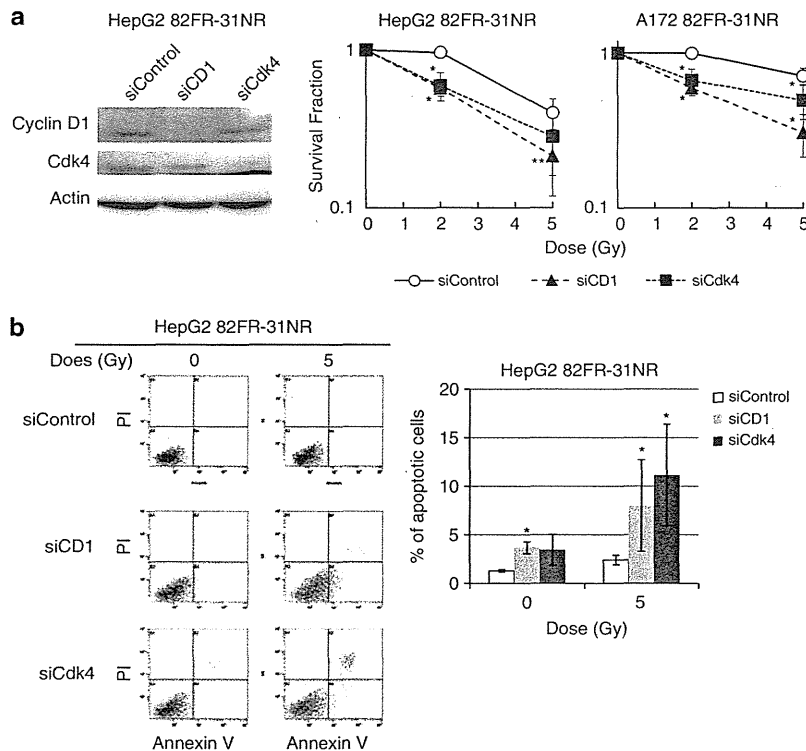 a
HepG2 82FR-31NR
siControl
siCD1
siCdk4
Cyclin D1
Cdk4
Actin
HepG2 82FR-31NR
A172 82FR-31NR
Survival Fraction
1
0.1
0 1 2 3 4 5
*
*
**
1
0.1
0 1 2 3 4 5
*
*
*
*
Dose (Gy)
siControl
siCD1
siCdk4
b
HepG2 82FR-31NR
Does (Gy)
0
5
siControl
PI
siCD1
PI
siCdk4
PI
Annexin V
Annexin V
HepG2 82FR-31NR
% of apoptotic cells
20
15
10
5
0
*
*
*
siControl
siCD1
siCdk4
0
5
Dose (Gy)